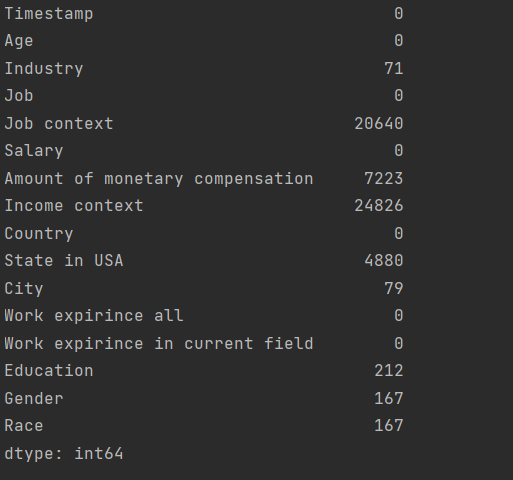 Timestamp 0
Age 0
Industry 71
Job 0
Job context 20640
Salary 0
Amount of monetary compensation 7223
Income context 24826
Country 0
State in USA 4880
City 79
Work expirince all 0
Work expirince in current field 0
Education 212
Gender 167
Race 167
dtype: int64